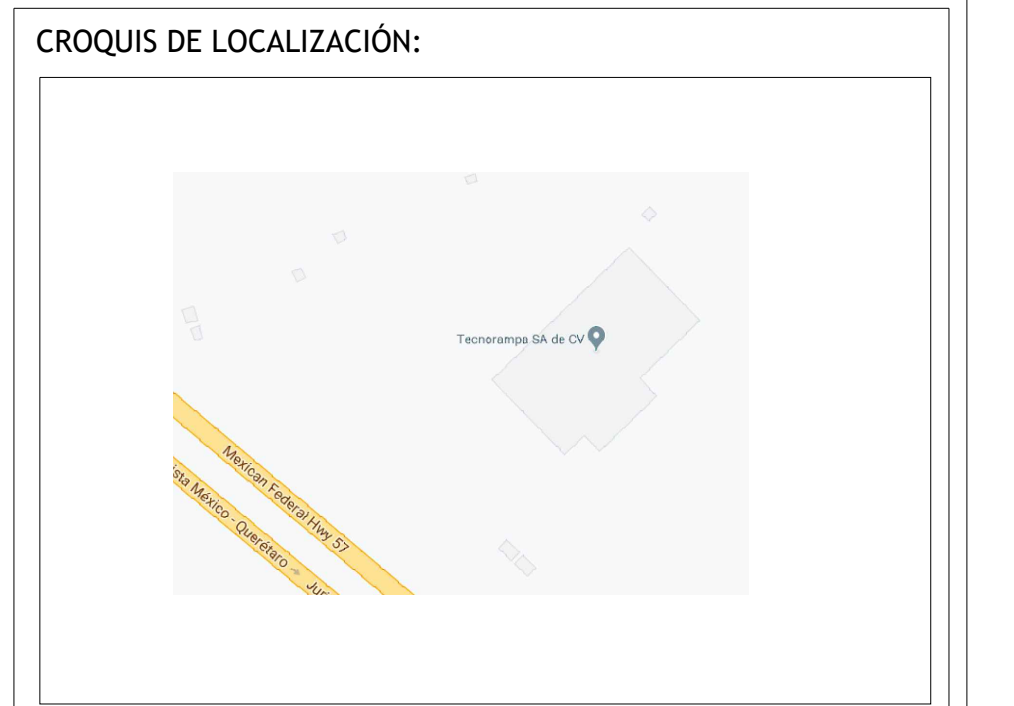 CROQUIS DE LOCALIZACIÓN:
Tecnorampa SA de CV
Mexican Federal Hwy 57
ista México - Querétaro